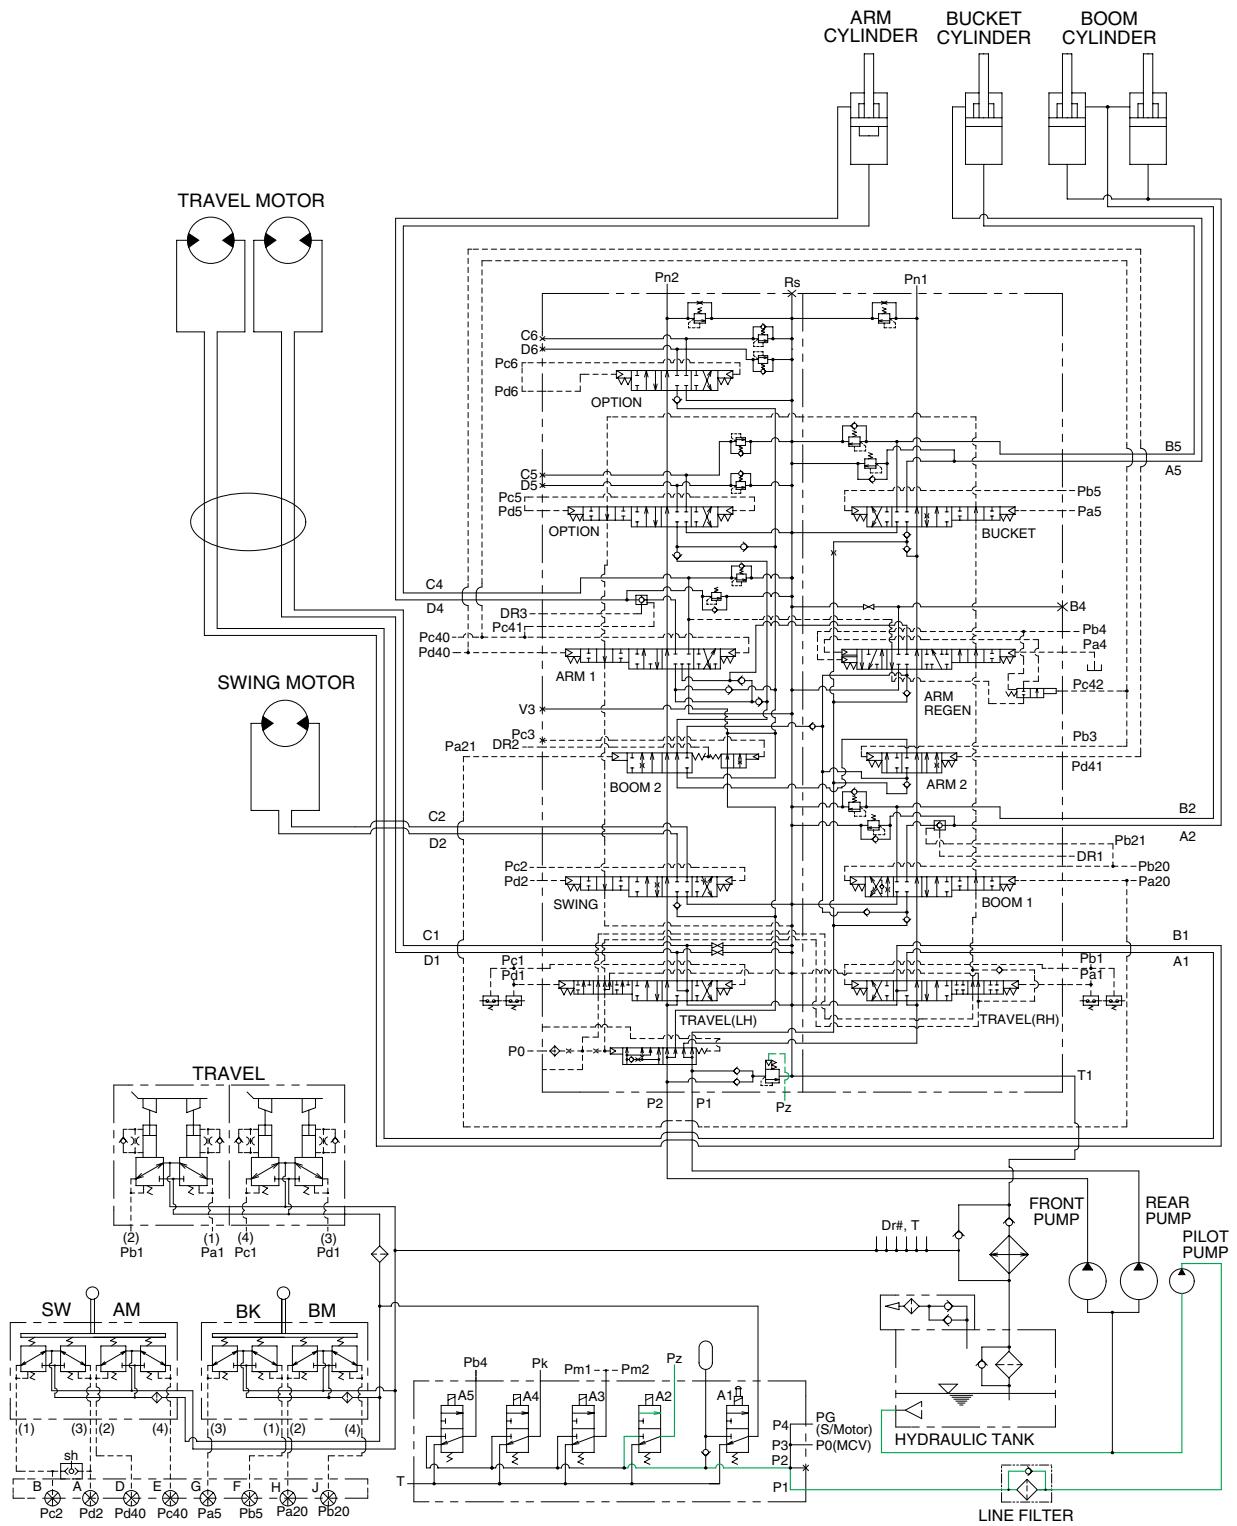 ARM
CYLINDER
BUCKET
CYLINDER
BOOM
CYLINDER
TRAVEL MOTOR
Pn2
Rs
Pn1
C6
D6
Pc6
Pd6
OPTION
B5
A5
C5
D5
Pc5
Pd5
OPTION
Pb5
Pa5
BUCKET
C4
D4
DR3
Pc41
B4
Pc40
Pd40
ARM 1
Pb4
Pa4
ARM
REGEN
Pc42
SWING MOTOR
V3
Pc3
DR2
Pa21
BOOM 2
Pb3
Pd41
ARM 2
C2
D2
B2
A2
Pb21
DR1
Pc2
Pd2
SWING
Pb20
Pa20
BOOM 1
C1
D1
B1
A1
Pc1
Pd1
TRAVEL(LH)
Pb1
Pa1
TRAVEL(RH)
P0
T1
P2
P1
Pz
TRAVEL
(2)
Pb1
(1)
Pa1
(4)
Pc1
(3)
Pd1
FRONT
PUMP
REAR
PUMP
PILOT
PUMP
Dr#, T
SW
AM
BK
BM
(1)
(3)
(2)
(4)
(3)
(1)
(2)
(4)
sh
B
A
D
E
G
F
H
J
Pc2
Pd2
Pd40
Pc40
Pa5
Pb5
Pa20
Pb20
Pb4
Pk
Pm1
Pm2
Pz
A5
A4
A3
A2
A1
T
P4
PG
(S/Motor)
P3
P0(MCV)
P2
P1
HYDRAULIC TANK
LINE FILTER